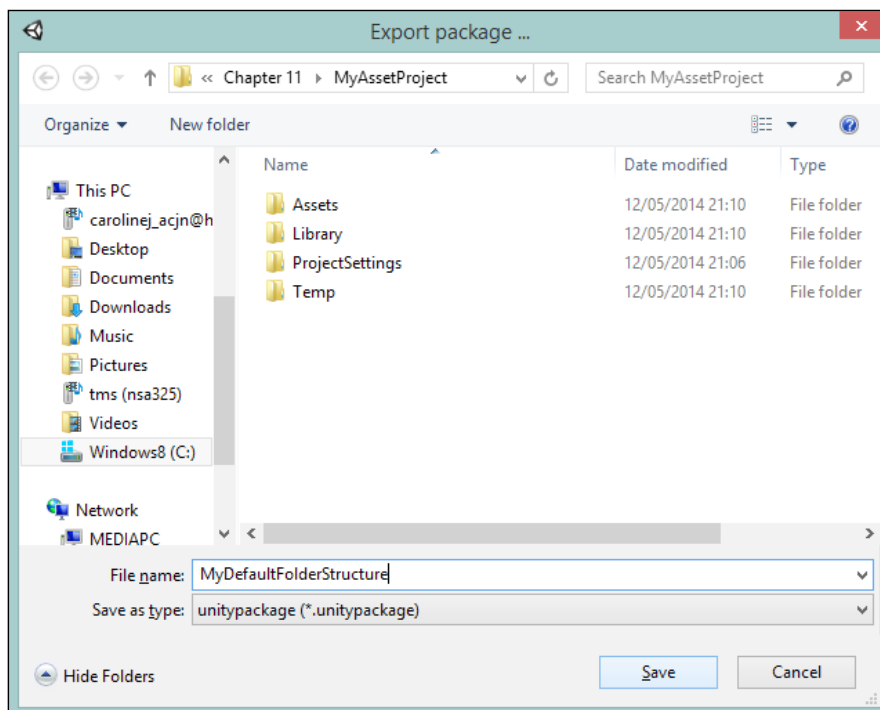 Export package ...
« Chapter 11 MyAssetProject Search MyAssetProject
Organize New folder
Name Date modified Type
This PC
carolinej_acjn@h
Desktop
Documents
Downloads
Music
Pictures
tms (nsa325)
Videos
Windows8 (C:)
Network
MEDIAPC
Assets 12/05/2014 21:10 File folder
Library 12/05/2014 21:10 File folder
ProjectSettings 12/05/2014 21:06 File folder
Temp 12/05/2014 21:10 File folder
File name: MyDefaultFolderStructure
Save as type: unitypackage (*.unitypackage)
Hide Folders Save Cancel